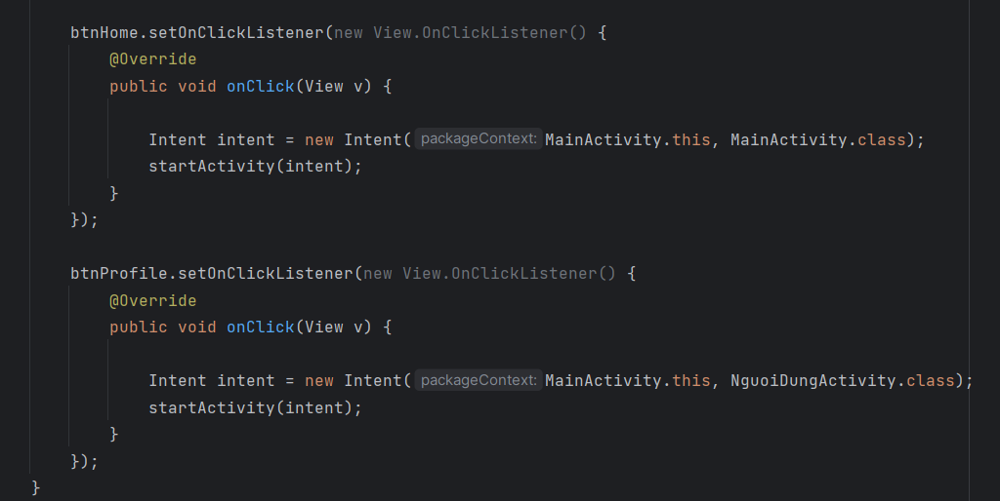 btnHome.setOnClickListener(new View.OnClickListener() {
@Override
public void onClick(View v) {
Intent intent = new Intent( packageContext: MainActivity.this, MainActivity.class);
startActivity(intent);
}
});
btnProfile.setOnClickListener(new View.OnClickListener() {
@Override
public void onClick(View v) {
Intent intent = new Intent( packageContext: MainActivity.this, NguoiDungActivity.class);
startActivity(intent);
}
});
}